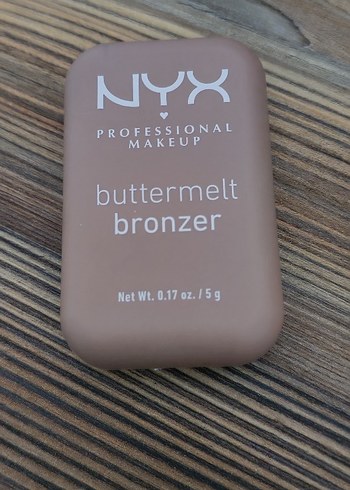 NYX
PROFESSIONAL
MAKEUP
buttermelt
bronzer
Net Wt. 0.17 oz. / 5 g